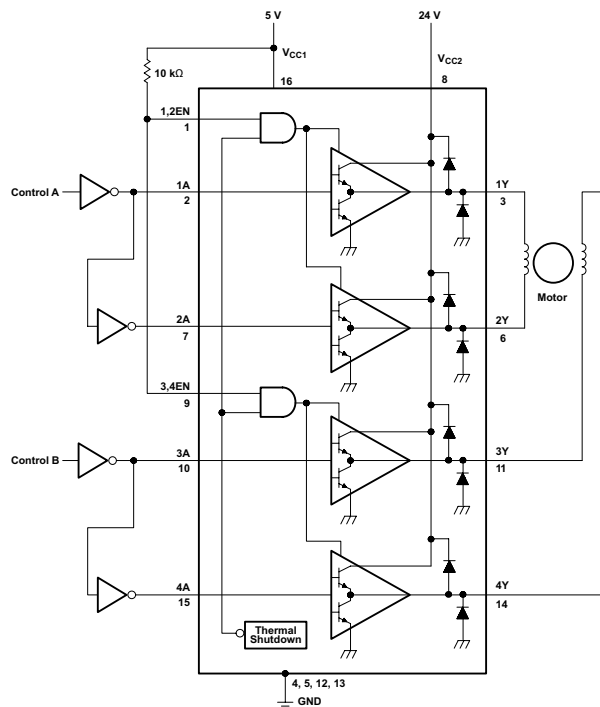 5 V
24 V
VCC1
VCC2
10 kΩ
16
8
1,2EN
1
Control A
1A
2
1Y
3
Motor
2A
7
2Y
6
3,4EN
9
Control B
3A
10
3Y
11
4A
15
4Y
14
Thermal
Shutdown
4, 5, 12, 13
GND